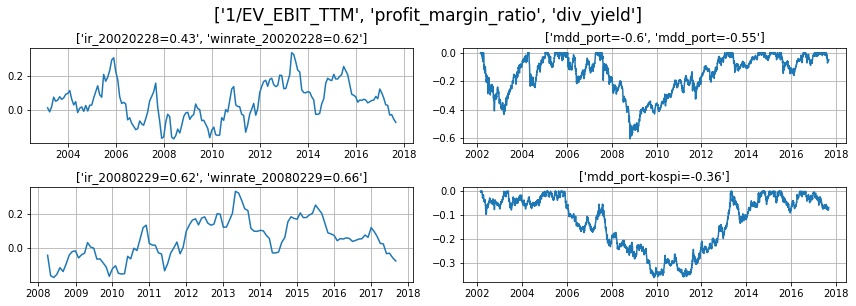 ['1/EV_EBIT_TTM', 'profit_margin_ratio', 'div_yield']
['ir_20020228=0.43', 'winrate_20020228=0.62']
0.2
0.0
2004 2006 2008 2010 2012 2014 2016 2018
['mdd_port=-0.6', 'mdd_port=-0.55']
0.0
−0.2
−0.4
−0.6
2002 2004 2006 2008 2010 2012 2014 2016 2018
['ir_20080229=0.62', 'winrate_20080229=0.66']
0.2
0.0
2008 2009 2010 2011 2012 2013 2014 2015 2016 2017 2018
['mdd_port-kospi=-0.36']
0.0
−0.1
−0.2
−0.3
2002 2004 2006 2008 2010 2012 2014 2016 2018